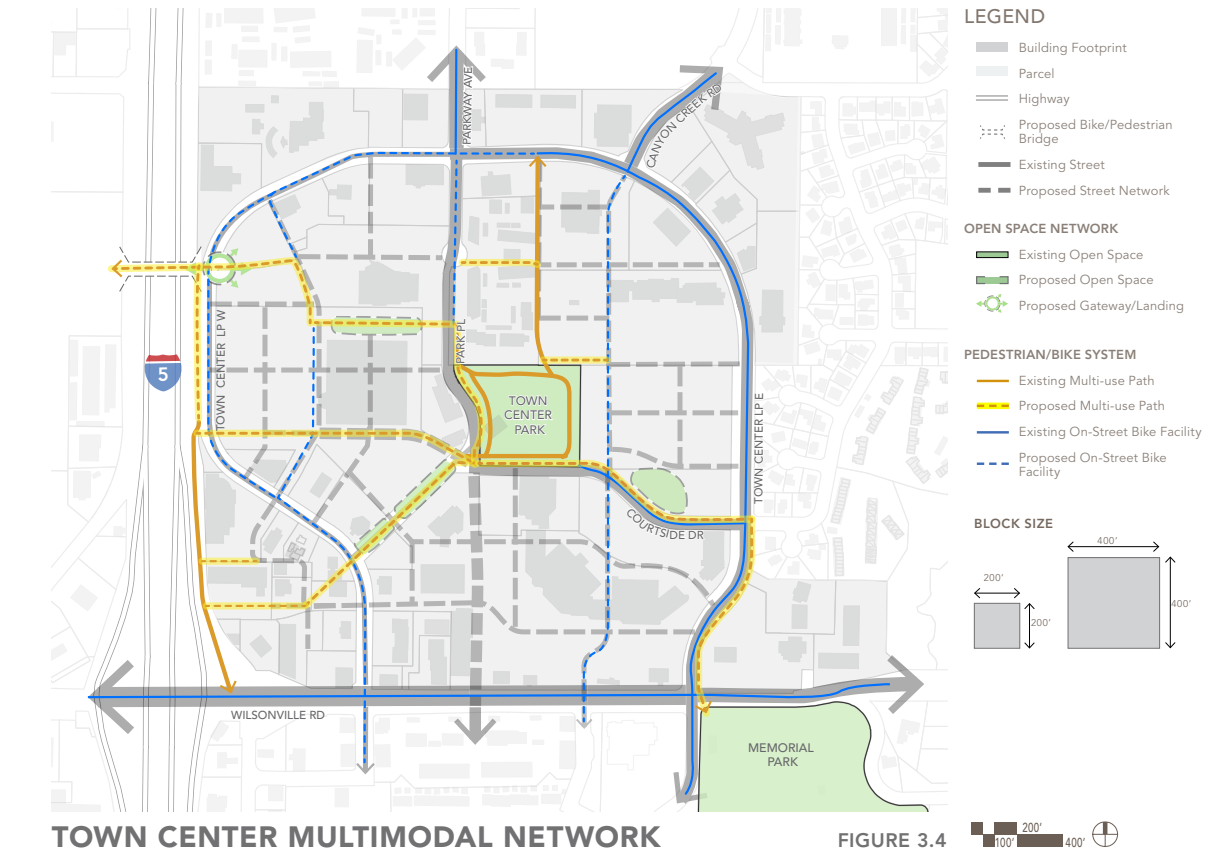 LEGEND
Building Footprint
Parcel
Highway
Proposed Bike/Pedestrian
Bridge
Existing Street
Proposed Street Network
OPEN SPACE NETWORK
Existing Open Space
Proposed Open Space
Proposed Gateway/Landing
PEDESTRIAN/BIKE SYSTEM
Existing Multi-use Path
Proposed Multi-use Path
Existing On-Street Bike Facility
Proposed On-Street Bike
Facility
BLOCK SIZE
400'
200'
200'
400'
PARKWAY AVE
CANYON CREEK RD
TOWN CENTER LP W
PARK PL
5
TOWN
CENTER
PARK
TOWN CENTER LP E
COURTSIDE DR
WILSONVILLE RD
MEMORIAL
PARK
TOWN CENTER MULTIMODAL NETWORK
FIGURE 3.4
200'
100'
400'